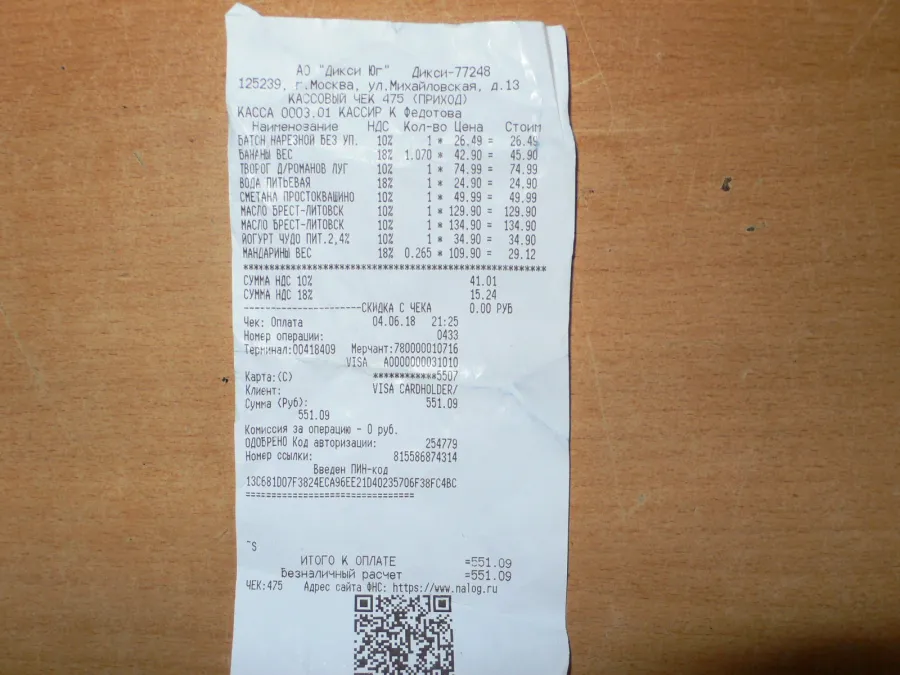 АО "Дикси Юг" Дикси-77248
125239, г.Москва, ул.Михайловская, д.13
КАССОВЫЙ ЧЕК 475 (ПРИХОД)
КАССА 0003.01 КАССИР К Федотова
Наименование НДС Кол-во Цена Стоим
БАТОН НАРЕЗНОЙ БЕЗ УП. 10% 1 * 26.49 = 26.49
БАНАНЫ ВЕС 18% 1.070 * 42.90 = 45.90
ТВОРОГ Д/РОМАНОВ ЛУГ 10% 1 * 74.99 = 74.99
ВОДА ПИТЬЕВАЯ 18% 1 * 24.90 = 24.90
СМЕТАНА ПРОСТОКВАШИНО 10% 1 * 49.99 = 49.99
МАСЛО БРЕСТ-ЛИТОВСК 10% 1 * 129.90 = 129.90
МАСЛО БРЕСТ-ЛИТОВСК 10% 1 * 134.90 = 134.90
ЙОГУРТ ЧУДО ПИТ.2,4% 10% 1 * 34.90 = 34.90
МАНДАРИНЫ ВЕС 18% 0.265 * 109.90 = 29.12
************************************************
СУММА НДС 10% 41.01
СУММА НДС 18% 15.24
---------------------СКИДКА С ЧЕКА 0.00 РУБ
Чек: Оплата 04.06.18 21:25
Номер операции: 0433
Терминал:00418409 Мерчант:780000010716
VISA A0000000031010
Карта:(C) ************5507
Клиент: VISA CARDHOLDER/
Сумма (Руб): 551.09
551.09
Комиссия за операцию - 0 руб.
ОДОБРЕНО Код авторизации: 254779
Номер ссылки: 815586874314
Введен ПИН-код
13C681D07F3824ECA96EE21D40235706F38FC4BC
================================
~S
ИТОГО К ОПЛАТЕ =551.09
Безналичный расчет =551.09
ЧЕК:475 Адрес сайта ФНС: https://www.nalog.ru